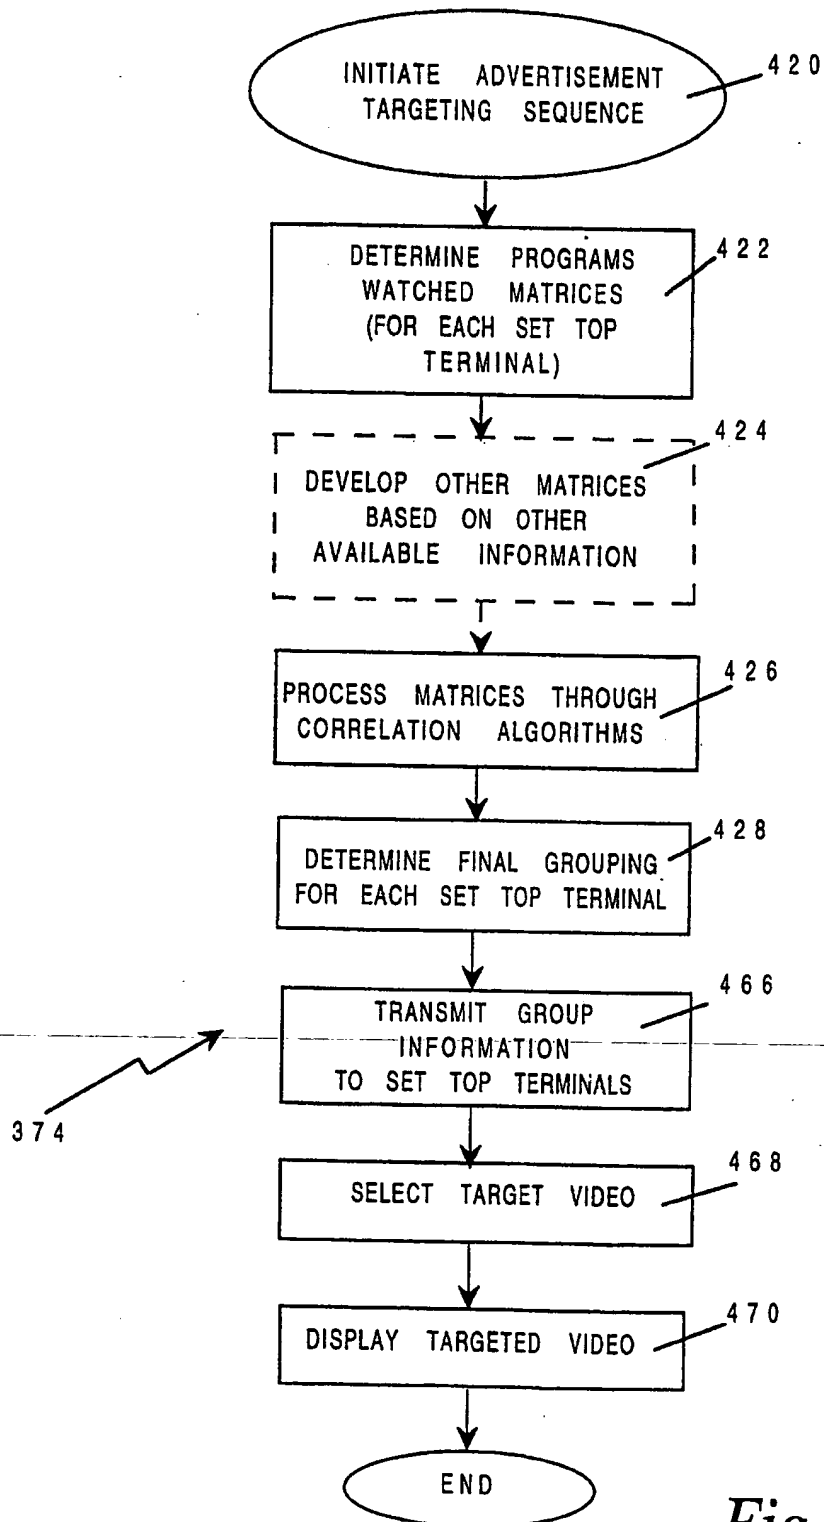 INITIATE ADVERTISEMENT
TARGETING SEQUENCE
420
DETERMINE PROGRAMS
WATCHED MATRICES
(FOR EACH SET TOP
TERMINAL)
422
DEVELOP OTHER MATRICES
BASED ON OTHER
AVAILABLE INFORMATION
424
PROCESS MATRICES THROUGH
CORRELATION ALGORITHMS
426
DETERMINE FINAL GROUPING
FOR EACH SET TOP TERMINAL
428
TRANSMIT GROUP
INFORMATION
TO SET TOP TERMINALS
466
374
SELECT TARGET VIDEO
468
DISPLAY TARGETED VIDEO
470
END
Fig